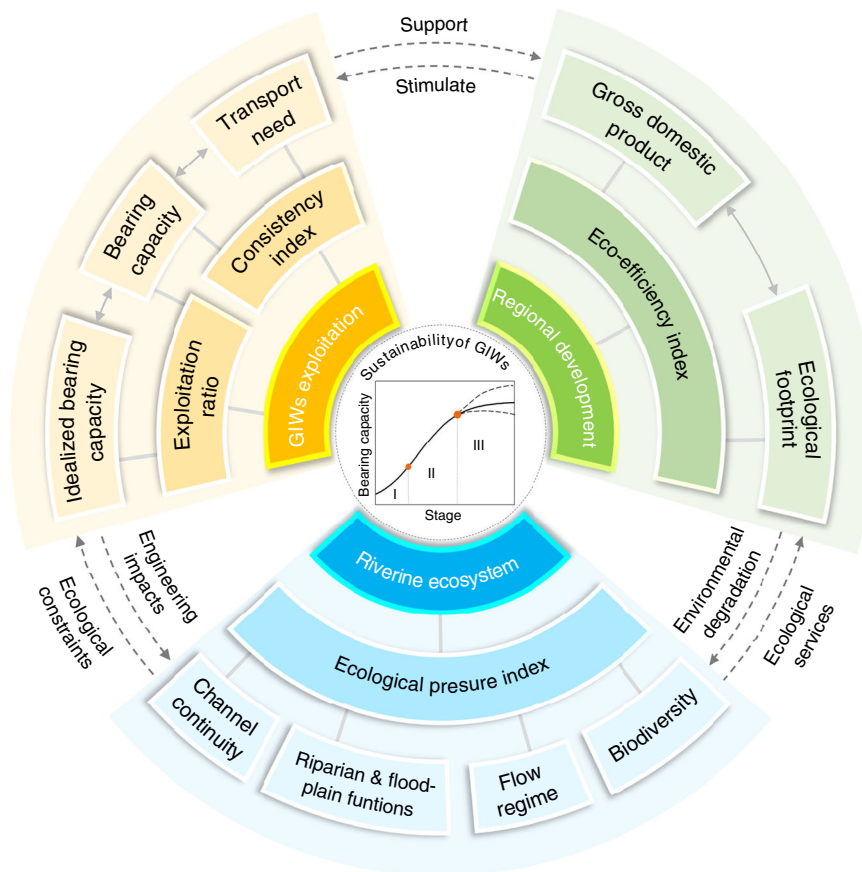 Support
Stimulate
Transport
need
Bearing
capacity
Idealized bearing
capacity
Consistency
index
Exploitation
ratio
GIWs exploitation
Gross domestic
product
Eco-efficiency index
Ecological
footprint
Regional development
Sustainability of GIWs
Bearing capacity
I
II
III
Stage
Engineering
impacts
Ecological
constraints
Environmental
degradation
Ecological
services
Riverine ecosystem
Ecological presure index
Channel
continuity
Riparian & flood-
plain funtions
Flow
regime
Biodiversity